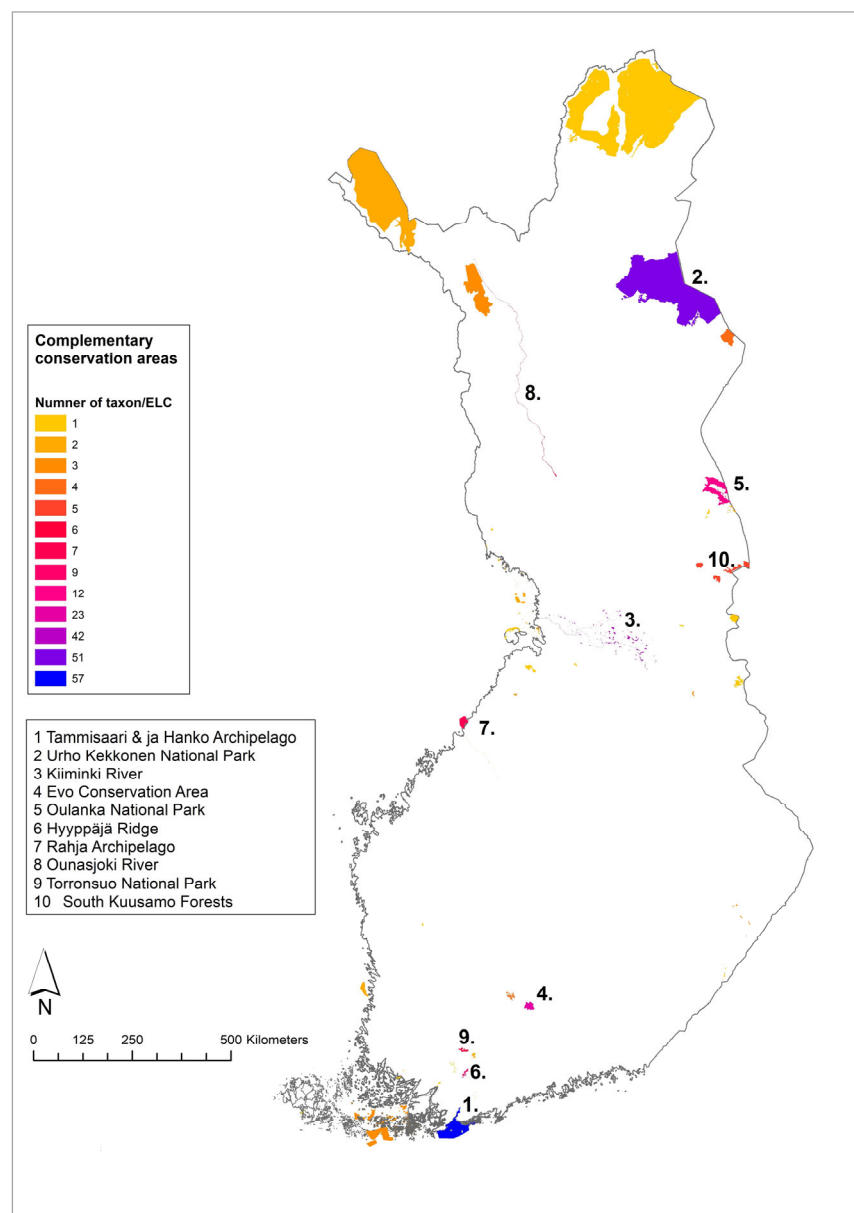 2.
8.
5.
10.
3.
7.
4.
9.
6.
1.
Complementary
conservation areas
Numner of taxon/ELC
1
2
3
4
5
6
7
9
12
23
42
51
57
1 Tammisaari & ja Hanko Archipelago
2 Urho Kekkonen National Park
3 Kiiminki River
4 Evo Conservation Area
5 Oulanka National Park
6 Hyyppäjä Ridge
7 Rahja Archipelago
8 Ounasjoki River
9 Torronsuo National Park
10 South Kuusamo Forests
N
0 125 250 500 Kilometers